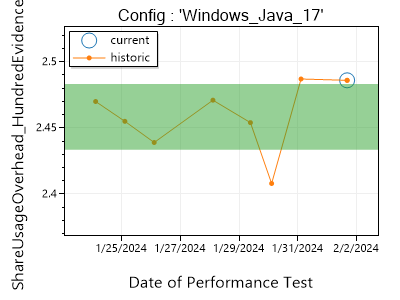 Config : 'Windows_Java_17'
current
historic
ShareUsageOverhead_HundredEvidence
2.5
2.45
2.4
1/25/2024
1/27/2024
1/29/2024
1/31/2024
2/2/2024
Date of Performance Test